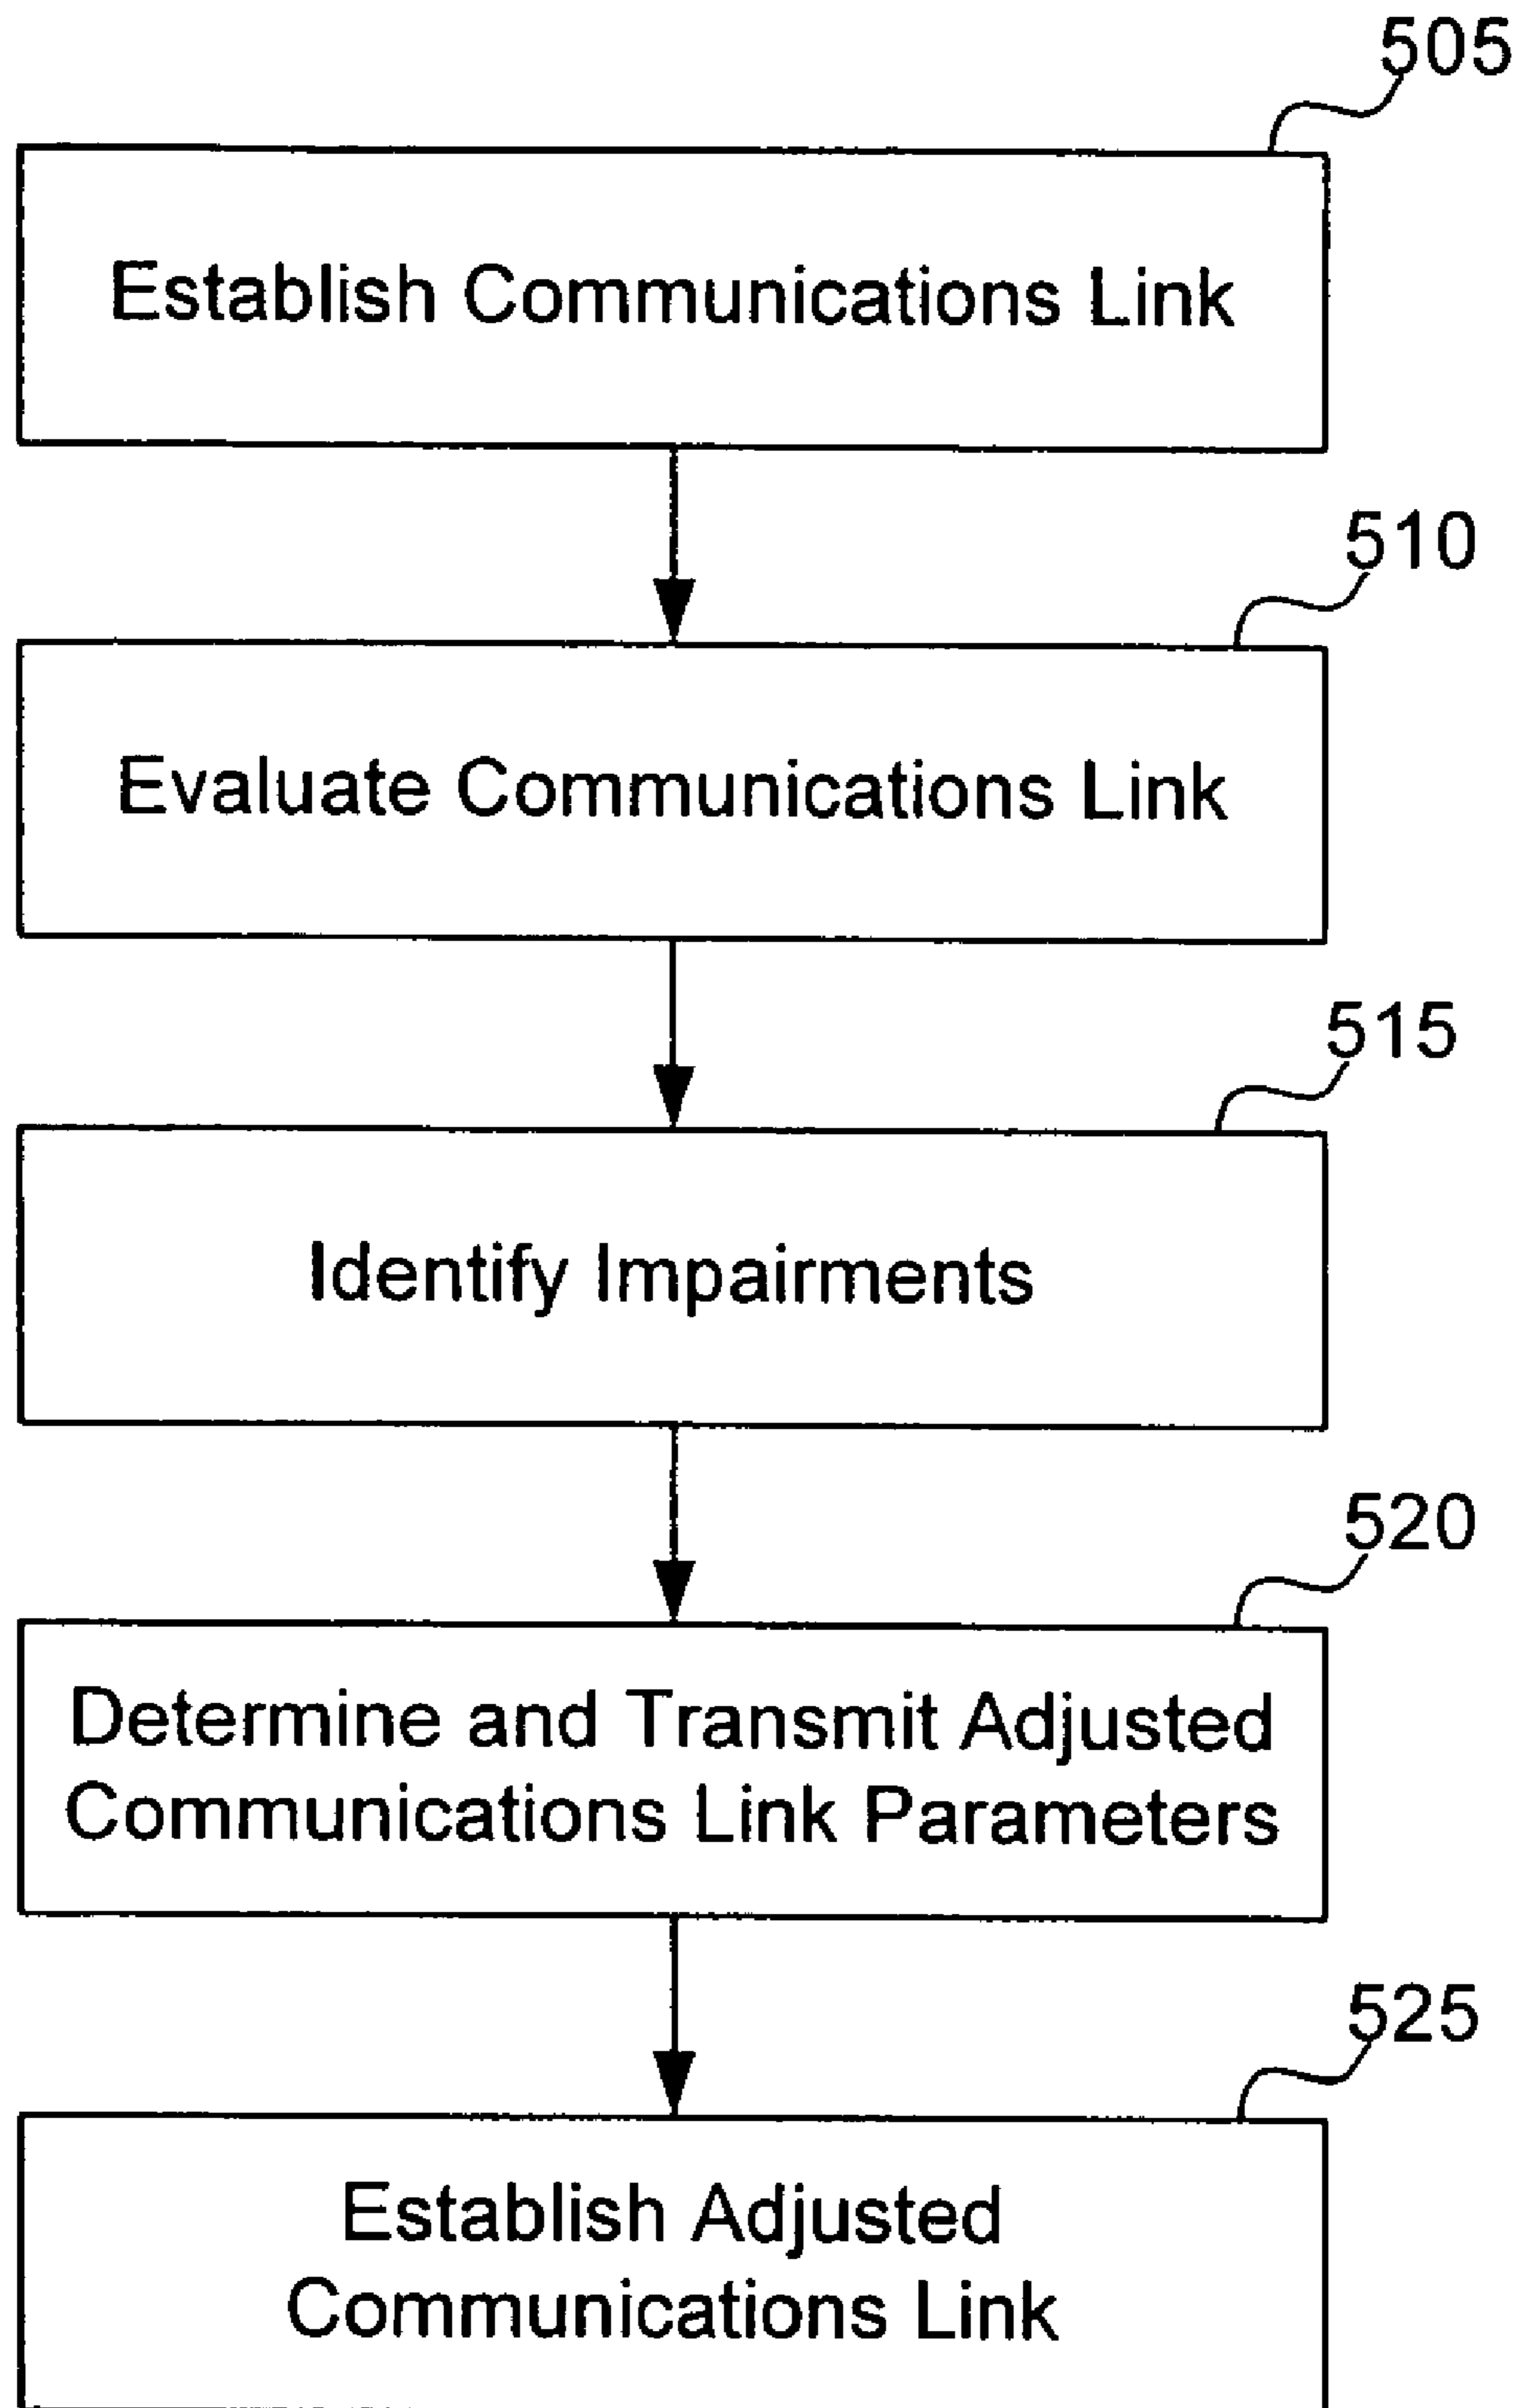 505
Establish Communications Link
510
Evaluate Communications Link
515
Identify Impairments
520
Determine and Transmit Adjusted
Communications Link Parameters
525
Establish Adjusted
Communications Link